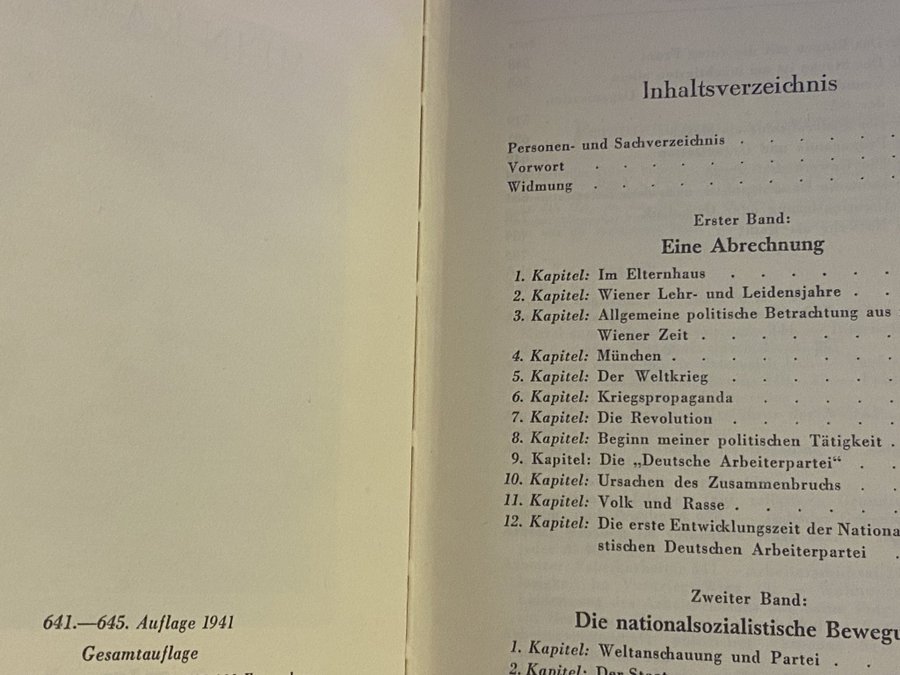 641.—645. Auflage 1941
Gesamtauflage
Inhaltsverzeichnis
Personen- und Sachverzeichnis . . . . . .
Vorwort . . . . . . . . . . .
Widmung . . . . . . . . . . .
Erster Band:
Eine Abrechnung
1. Kapitel: Im Elternhaus . . . . . .
2. Kapitel: Wiener Lehr- und Leidensjahre . .
3. Kapitel: Allgemeine politische Betrachtung aus
Wiener Zeit . . . . . . .
4. Kapitel: München . . . . . . . .
5. Kapitel: Der Weltkrieg . . . . . .
6. Kapitel: Kriegspropaganda . . . . .
7. Kapitel: Die Revolution . . . . . .
8. Kapitel: Beginn meiner politischen Tätigkeit .
9. Kapitel: Die „Deutsche Arbeiterpartei“ . .
10. Kapitel: Ursachen des Zusammenbruchs . .
11. Kapitel: Volk und Rasse . . . . . .
12. Kapitel: Die erste Entwicklungszeit der Nationa
stischen Deutschen Arbeiterpartei .
Zweiter Band:
Die nationalsozialistische Bewegu
1. Kapitel: Weltanschauung und Partei . .
2. Kapitel: Der